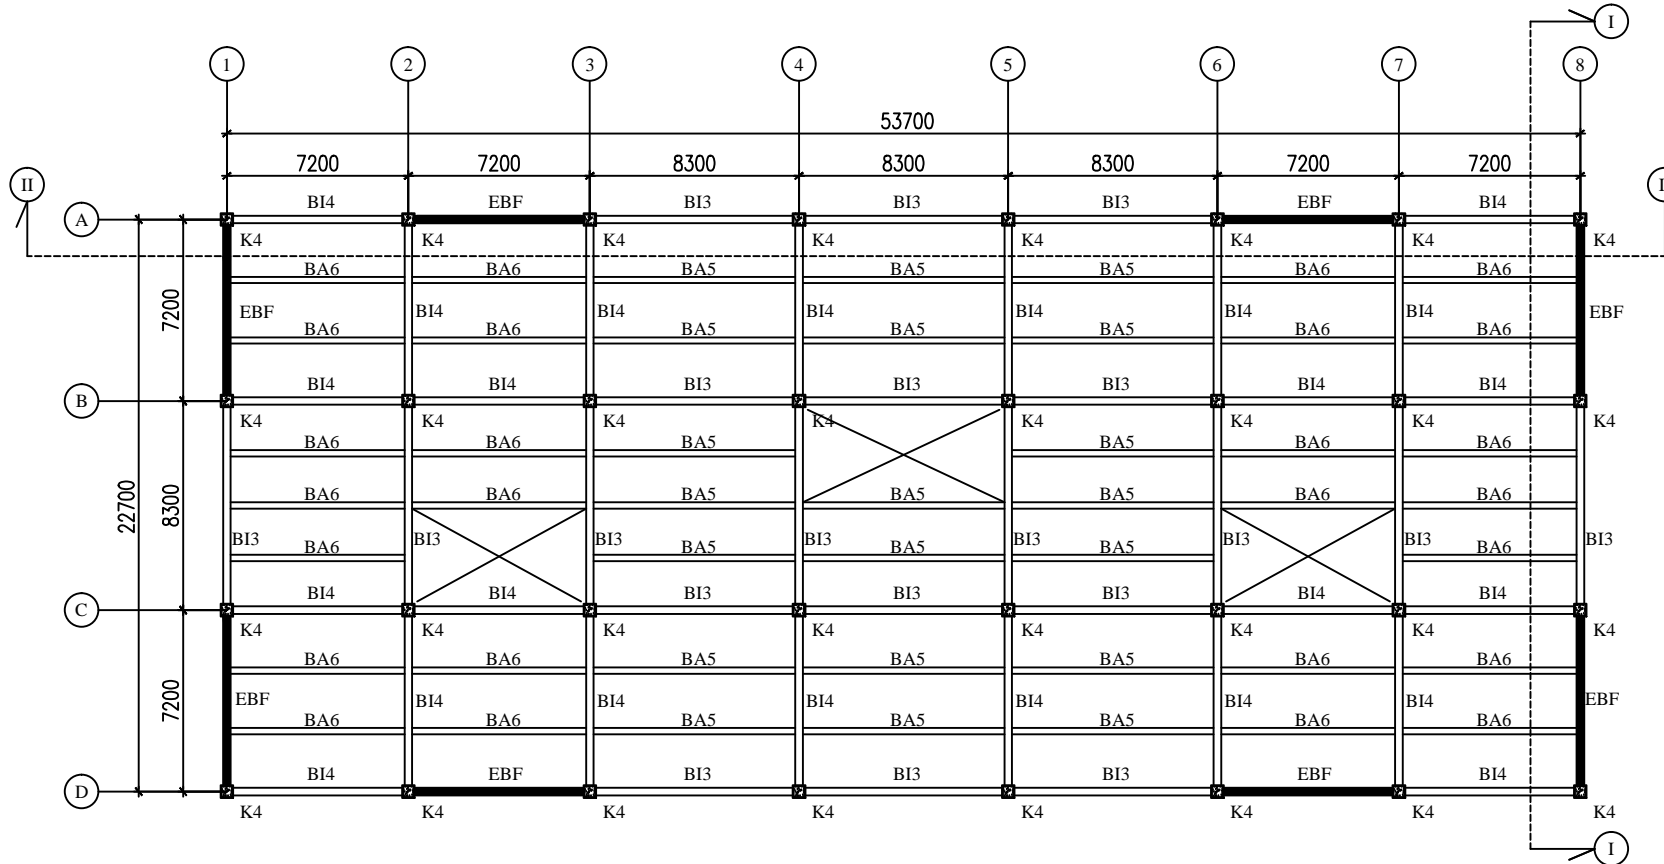 I
1 2 3 4 5 6 7 8
53700
7200 7200 8300 8300 8300 7200 7200
II
BI4 EBF BI3 BI3 BI3 EBF BI4
A
K4 K4 K4 K4 K4 K4 K4 K4
BA6 BA6 BA5 BA5 BA5 BA6 BA6
7200
EBF BI4 BI4 BI4 BI4 BI4 BI4 EBF
BA6 BA6 BA5 BA5 BA5 BA6 BA6
BI4 BI4 BI3 BI3 BI3 BI4 BI4
B
K4 K4 K4 K4 K4 K4 K4 K4
BA6 BA6 BA5 BA5 BA6 BA6
22700
8300
BA6 BA6 BA5 BA5 BA5 BA6 BA6
BI3 BI3 BI3 BI3 BI3 BI3 BI3 BI3
BA6 BA5 BA5 BA5 BA6
BI4 BI4 BI3 BI3 BI3 BI4 BI4
C
K4 K4 K4 K4 K4 K4 K4 K4
BA6 BA6 BA5 BA5 BA5 BA6 BA6
7200
EBF BI4 BI4 BI4 BI4 BI4 BI4 EBF
BA6 BA6 BA5 BA5 BA5 BA6 BA6
BI4 EBF BI3 BI3 BI3 EBF BI4
D
K4 K4 K4 K4 K4 K4 K4 K4
I